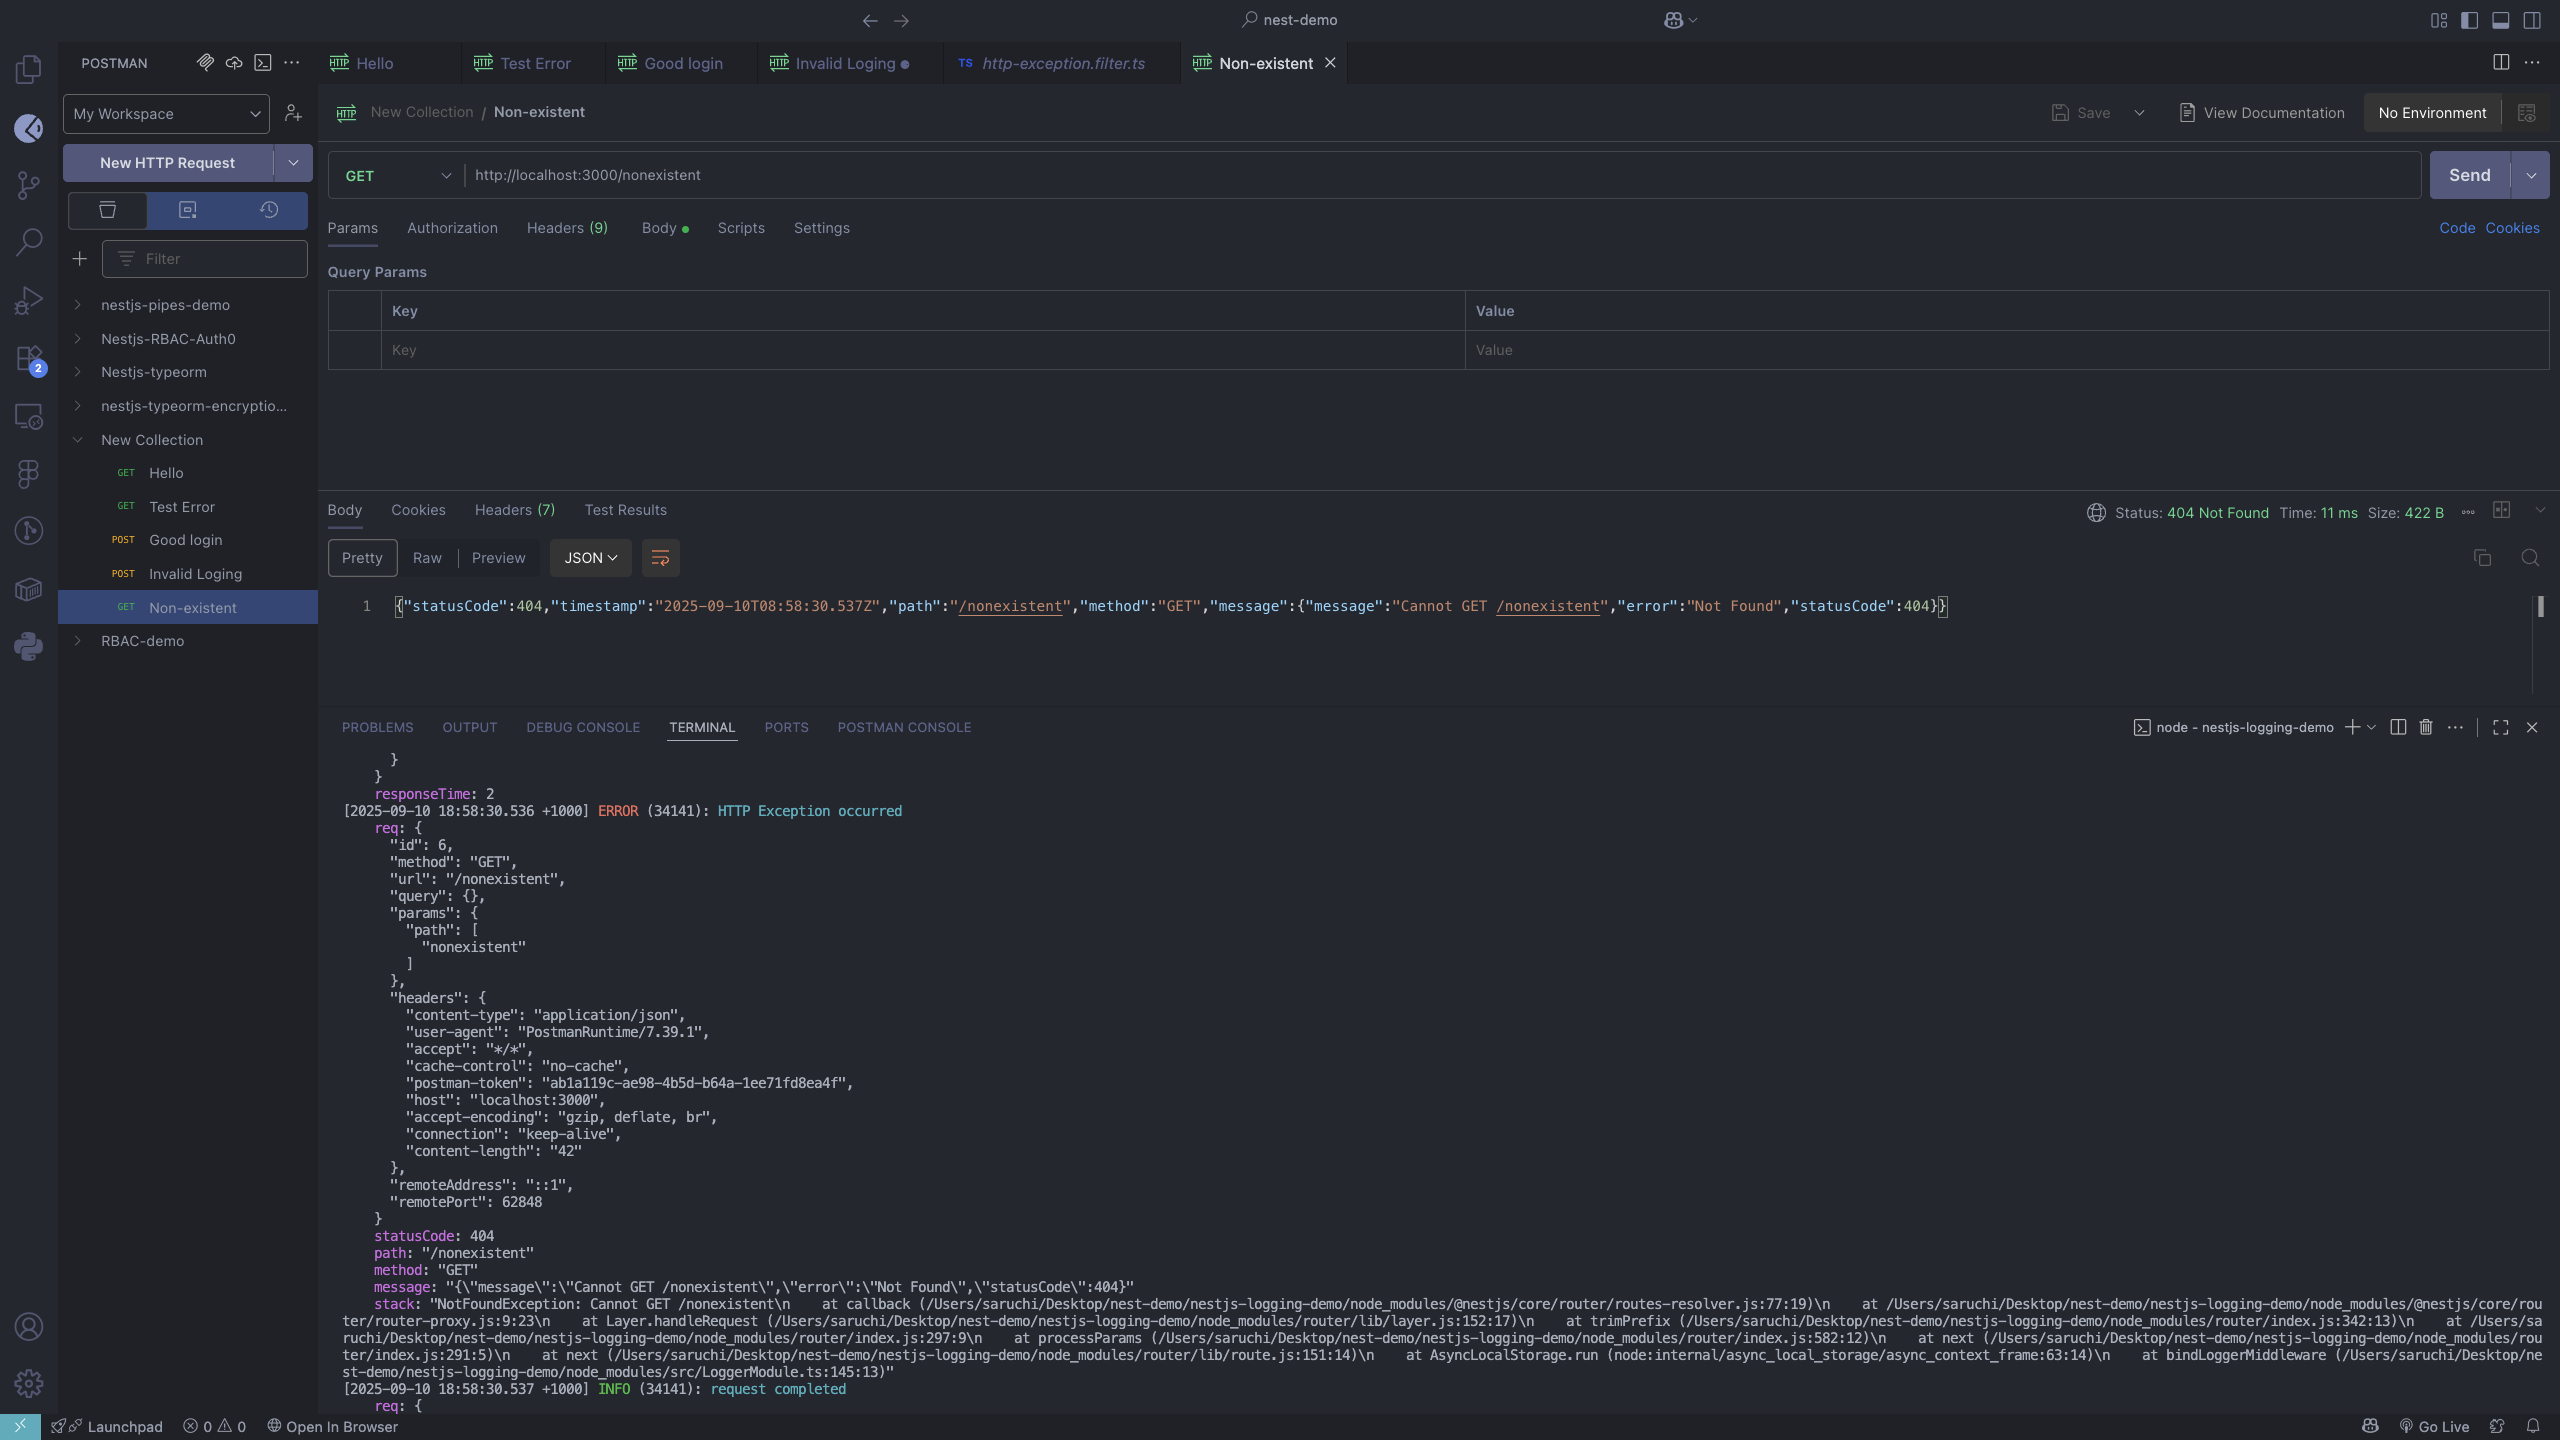 nest-demo
POSTMAN
Hello
Test Error
Good login
Invalid Loging
TS http-exception.filter.ts
Non-existent
My Workspace
New Collection / Non-existent
Save
View Documentation
No Environment
New HTTP Request
GET
http://localhost:3000/nonexistent
Send
Params
Authorization
Headers (9)
Body
Scripts
Settings
Code
Cookies
Filter
Query Params
Key
Value
Key
Value
nestjs-pipes-demo
Nestjs-RBAC-Auth0
Nestjs-typeorm
2
nestjs-typeorm-encryptio...
New Collection
GET Hello
GET Test Error
POST Good login
POST Invalid Loging
GET Non-existent
RBAC-demo
Body
Cookies
Headers (7)
Test Results
Status: 404 Not Found Time: 11 ms Size: 422 B
Pretty
Raw
Preview
JSON
1 {"statusCode":404,"timestamp":"2025-09-10T08:58:30.537Z","path":"/nonexistent","method":"GET","message":{"message":"Cannot GET /nonexistent","error":"Not Found","statusCode":404}}
PROBLEMS
OUTPUT
DEBUG CONSOLE
TERMINAL
PORTS
POSTMAN CONSOLE
node - nestjs-logging-demo
}
}
responseTime: 2
[2025-09-10 18:58:30.536 +1000] ERROR (34141): HTTP Exception occurred
req: {
"id": 6,
"method": "GET",
"url": "/nonexistent",
"query": {},
"params": {
"path": [
"nonexistent"
]
},
"headers": {
"content-type": "application/json",
"user-agent": "PostmanRuntime/7.39.1",
"accept": "*/*",
"cache-control": "no-cache",
"postman-token": "ab1a119c-ae98-4b5d-b64a-1ee71fd8ea4f",
"host": "localhost:3000",
"accept-encoding": "gzip, deflate, br",
"connection": "keep-alive",
"content-length": "42"
},
"remoteAddress": "::1",
"remotePort": 62848
}
statusCode: 404
path: "/nonexistent"
method: "GET"
message: "{\"message\":\"Cannot GET /nonexistent\",\"error\":\"Not Found\",\"statusCode\":404}"
stack: "NotFoundException: Cannot GET /nonexistent\n    at callback (/Users/saruchi/Desktop/nest-demo/nestjs-logging-demo/node_modules/@nestjs/core/router/routes-resolver.js:77:19)\n    at /Users/saruchi/Desktop/nest-demo/nestjs-logging-demo/node_modules/@nestjs/core/rou
ter/router-proxy.js:9:23\n    at Layer.handleRequest (/Users/saruchi/Desktop/nest-demo/nestjs-logging-demo/node_modules/router/lib/layer.js:152:17)\n    at trimPrefix (/Users/saruchi/Desktop/nest-demo/nestjs-logging-demo/node_modules/router/index.js:342:13)\n    at /Users/sa
ruchi/Desktop/nest-demo/nestjs-logging-demo/node_modules/router/index.js:297:9\n    at processParams (/Users/saruchi/Desktop/nest-demo/nestjs-logging-demo/node_modules/router/index.js:582:12)\n    at next (/Users/saruchi/Desktop/nest-demo/nestjs-logging-demo/node_modules/rou
ter/index.js:291:5)\n    at next (/Users/saruchi/Desktop/nest-demo/nestjs-logging-demo/node_modules/router/lib/route.js:151:14)\n    at AsyncLocalStorage.run (node:internal/async_local_storage/async_context_frame:63:14)\n    at bindLoggerMiddleware (/Users/saruchi/Desktop/ne
st-demo/nestjs-logging-demo/node_modules/src/LoggerModule.ts:145:13)"
[2025-09-10 18:58:30.537 +1000] INFO (34141): request completed
req: {
Launchpad
0
0
Open In Browser
Go Live